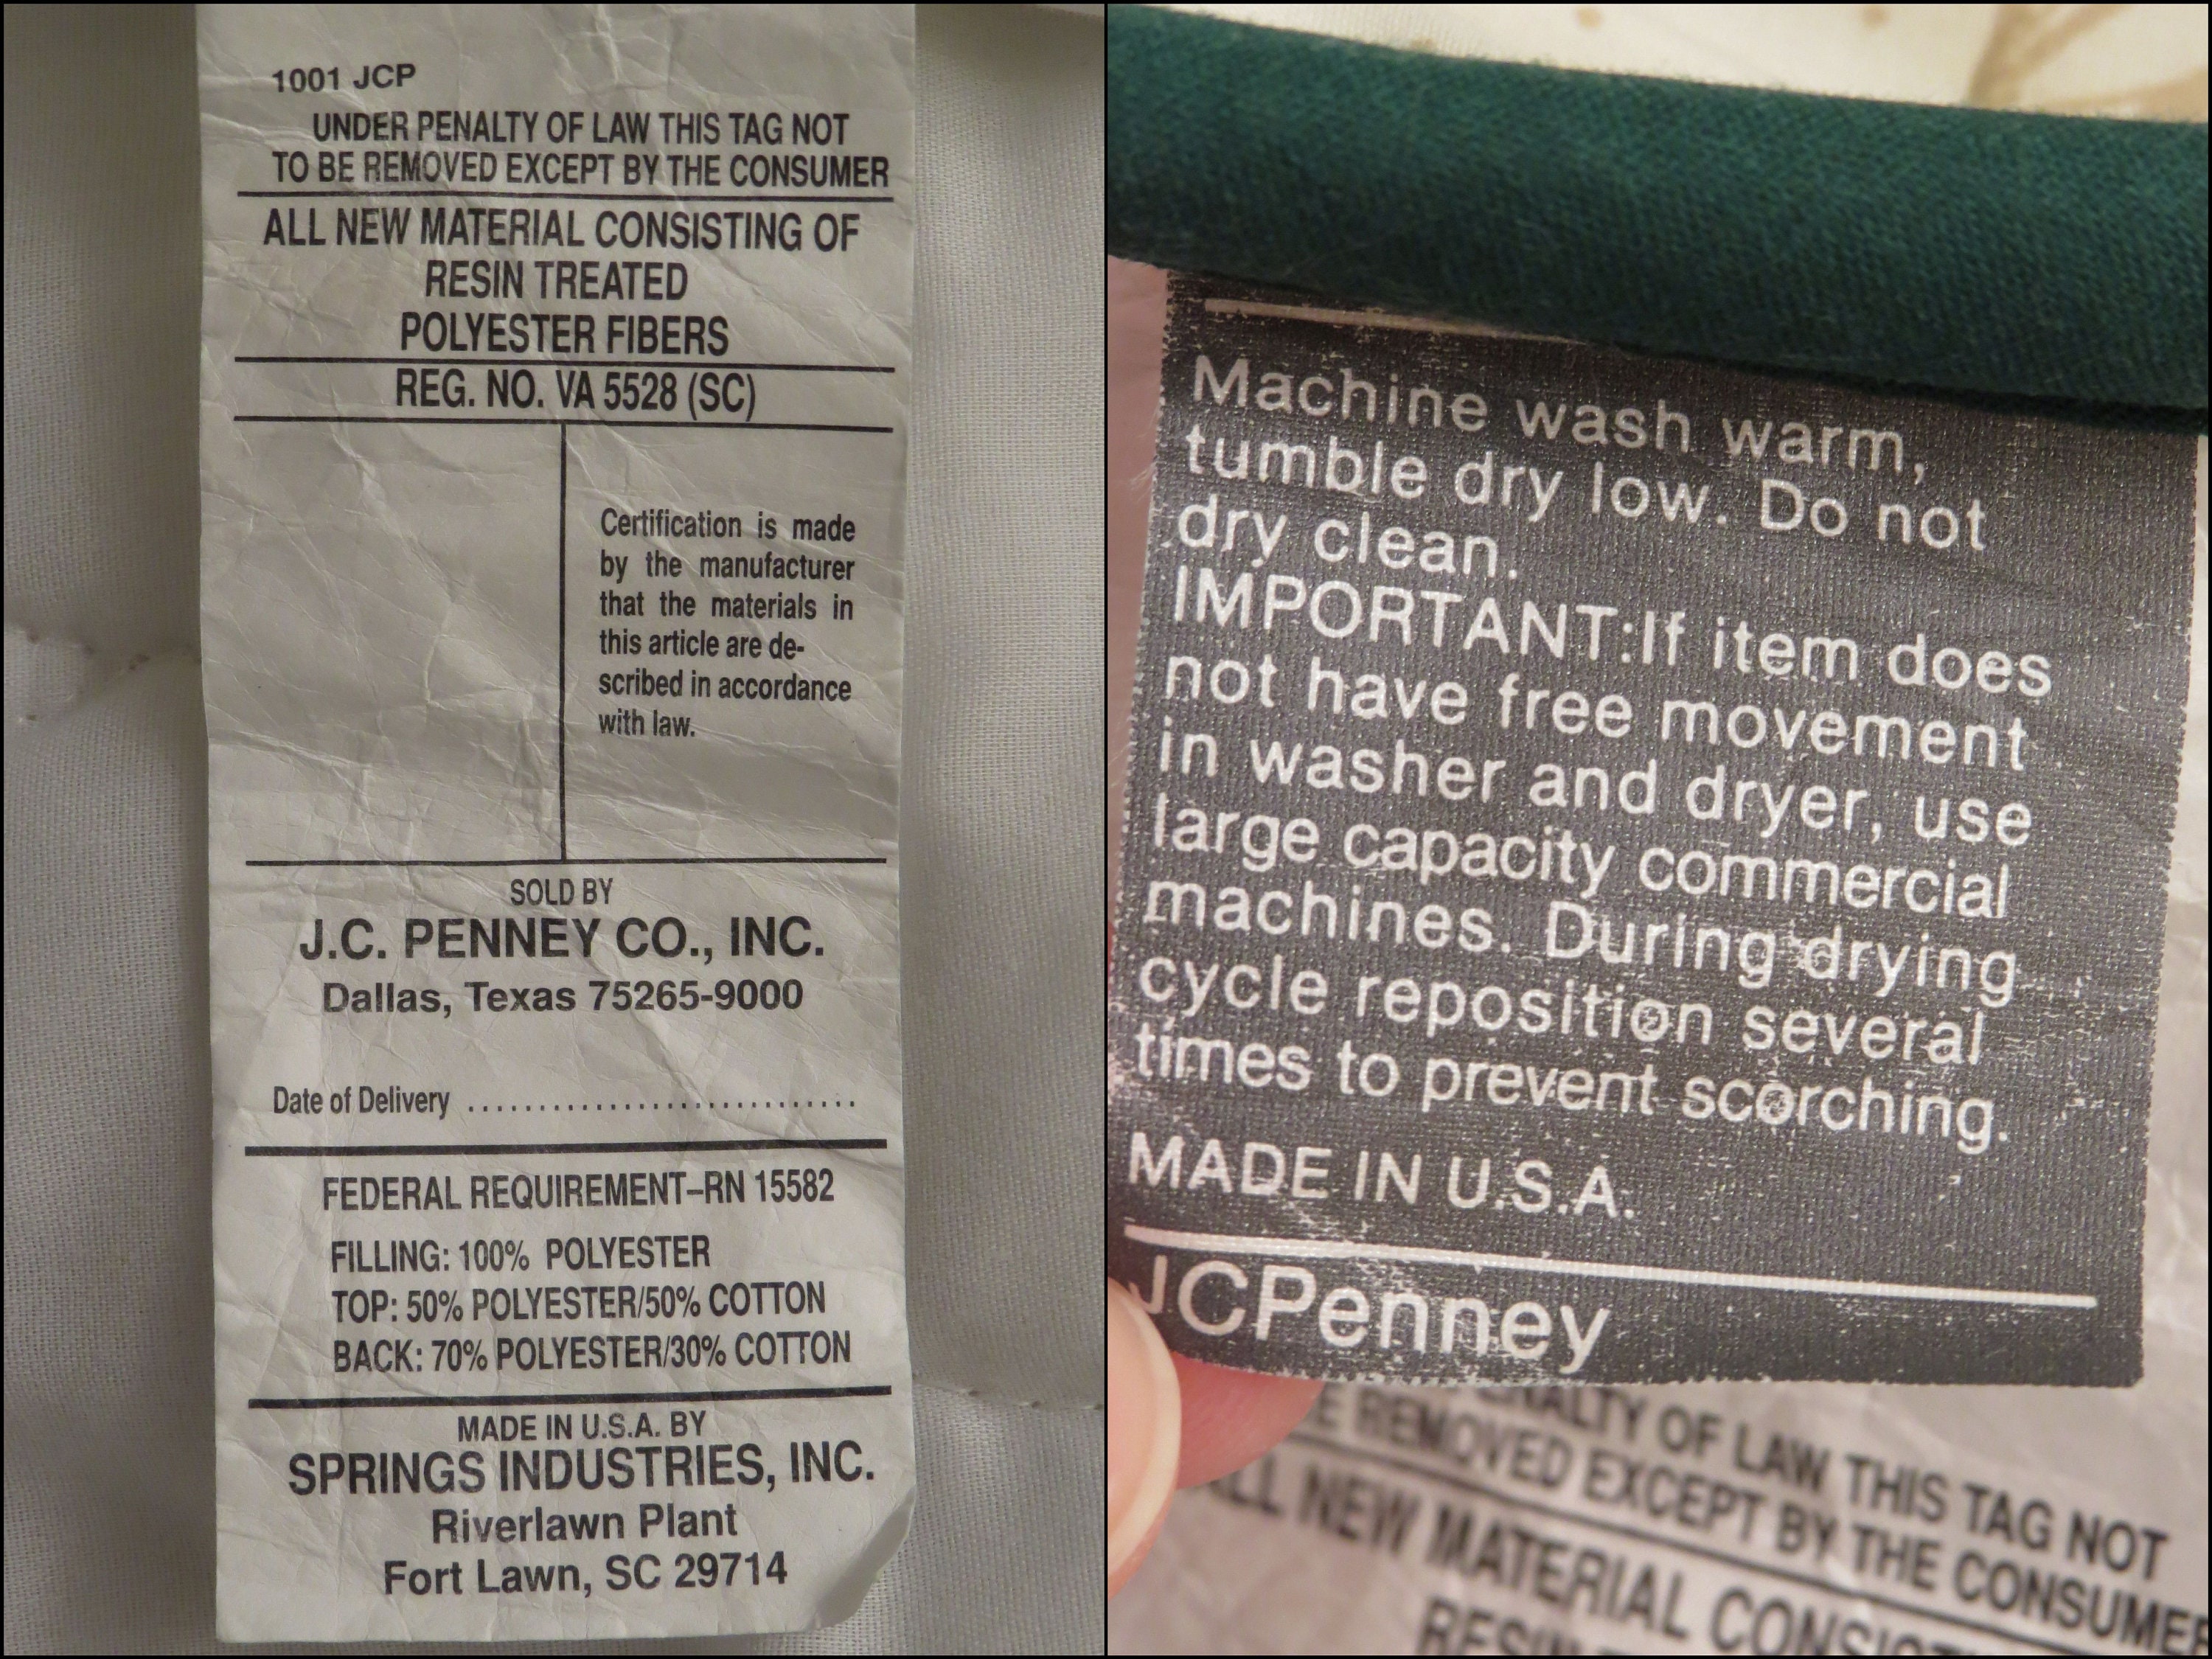 1001 JCP
UNDER PENALTY OF LAW THIS TAG NOT
TO BE REMOVED EXCEPT BY THE CONSUMER
ALL NEW MATERIAL CONSISTING OF
RESIN TREATED
POLYESTER FIBERS
REG. NO. VA 5528 (SC)
Certification is made
by the manufacturer
that the materials in
this article are de-
scribed in accordance
with law.
SOLD BY
J.C. PENNEY CO., INC.
Dallas, Texas 75265-9000
Date of Delivery ............................
FEDERAL REQUIREMENT–RN 15582
FILLING: 100% POLYESTER
TOP: 50% POLYESTER/50% COTTON
BACK: 70% POLYESTER/30% COTTON
MADE IN U.S.A. BY
SPRINGS INDUSTRIES, INC.
Riverlawn Plant
Fort Lawn, SC 29714
Machine wash warm,
tumble dry low. Do not
dry clean.
IMPORTANT:If item does
not have free movement
in washer and dryer, use
large capacity commercial
machines. During drying
cycle reposition several
times to prevent scorching.
MADE IN U.S.A.
JCPenney
OF LAW THIS TAG NOT
REMOVED EXCEPT BY THE CONSUMER
NEW MATERIAL